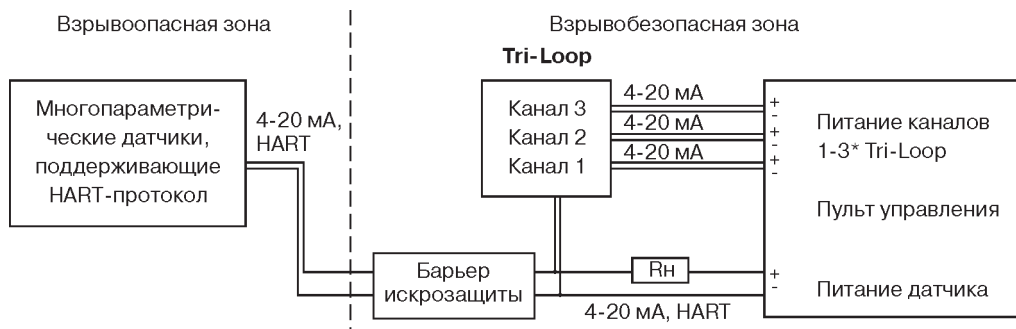 Взрывоопасная зона
Взрывобезопасная зона
Tri-Loop
Многопараметри-
ческие датчики,
поддерживающие
HART-протокол
4-20 мА,
HART
Канал 3
Канал 2
Канал 1
4-20 мА
4-20 мА
4-20 мА
+
-
+
-
+
-
Питание каналов
1-3* Tri-Loop
Пульт управления
Барьер
искрозащиты
Rн
4-20 мА, HART
+
-
Питание датчика